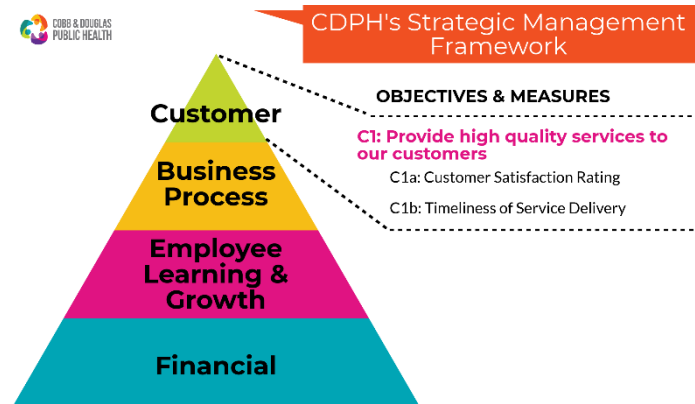 COBB & DOUGLAS
PUBLIC HEALTH
CDPH's Strategic Management
Framework
Customer
Business
Process
Employee
Learning &
Growth
Financial
OBJECTIVES & MEASURES
C1: Provide high quality services to
our customers
C1a: Customer Satisfaction Rating
C1b: Timeliness of Service Delivery